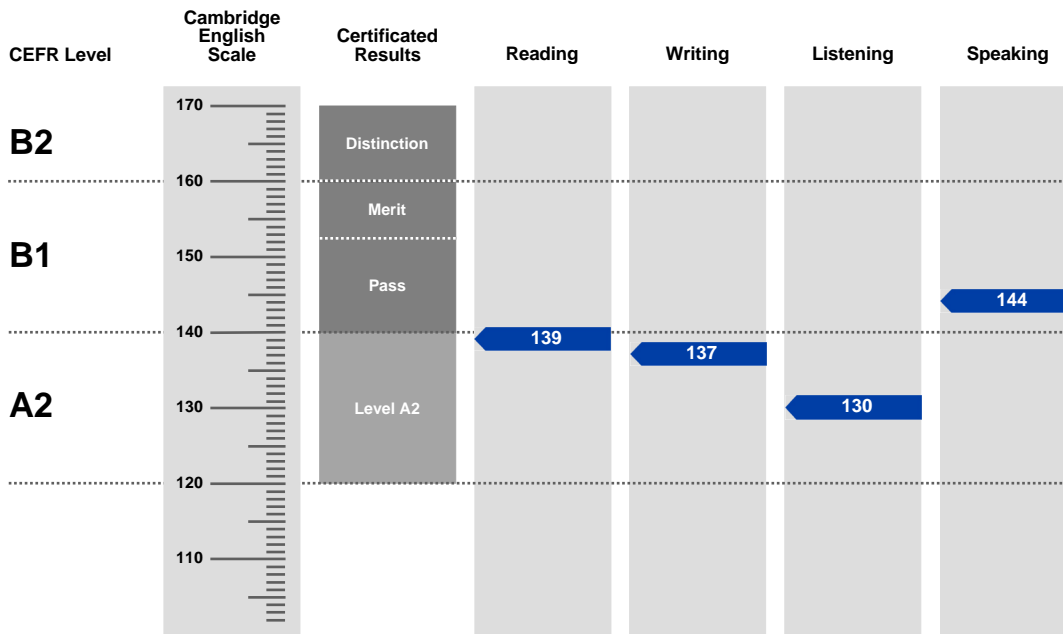 CEFR Level
Cambridge
English
Scale
Certificated
Results
Reading
Writing
Listening
Speaking
170
B2
Distinction
160
Merit
B1
150
Pass
144
140
139
137
A2
130
Level A2
130
120
110